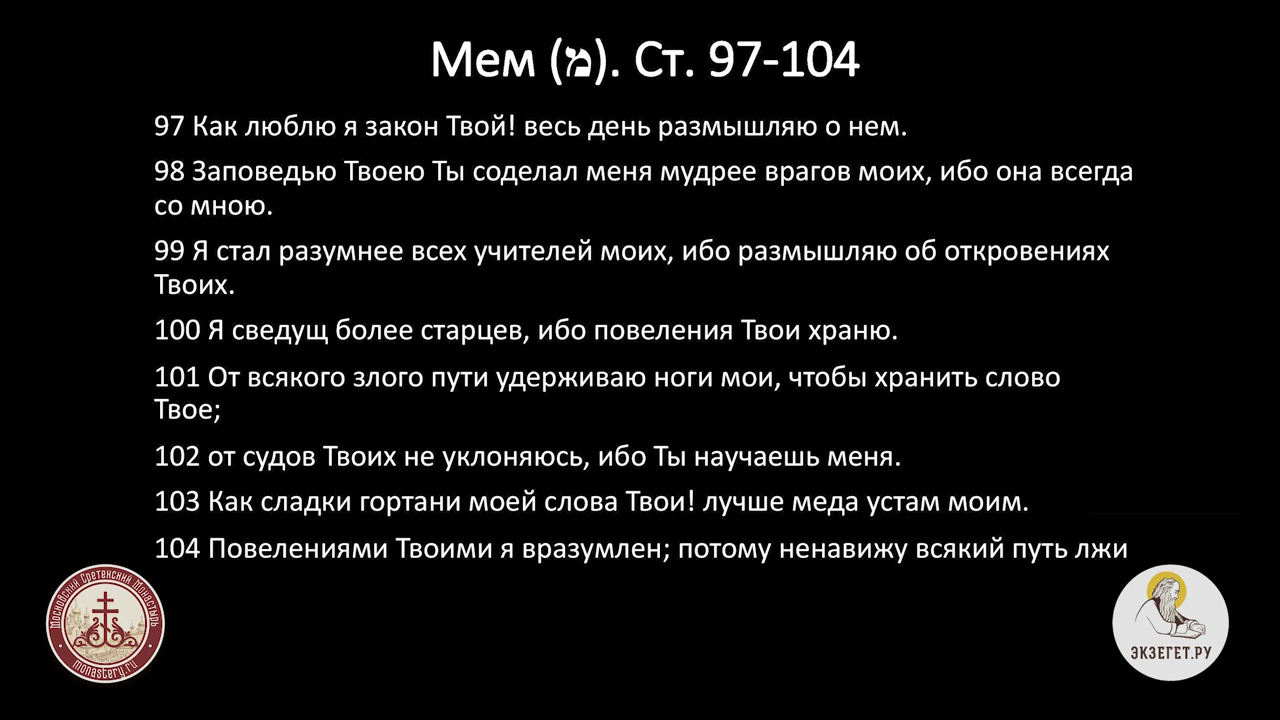 Мем (מ). Ст. 97-104
97 Как люблю я закон Твой! весь день размышляю о нем.
98 Заповедью Твоею Ты соделал меня мудрее врагов моих, ибо она всегда
со мною.
99 Я стал разумнее всех учителей моих, ибо размышляю об откровениях
Твоих.
100 Я сведущ более старцев, ибо повеления Твои храню.
101 От всякого злого пути удерживаю ноги мои, чтобы хранить слово
Твое;
102 от судов Твоих не уклоняюсь, ибо Ты научаешь меня.
103 Как сладки гортани моей слова Твои! лучше меда устам моим.
104 Повелениями Твоими я вразумлен; потому ненавижу всякий путь лжи
Московский Сретенский Монастырь
monastery.ru
ЭКЗЕГЕТ.РУ